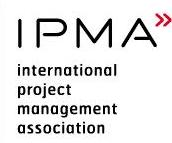 IPMA
international
project
management
association